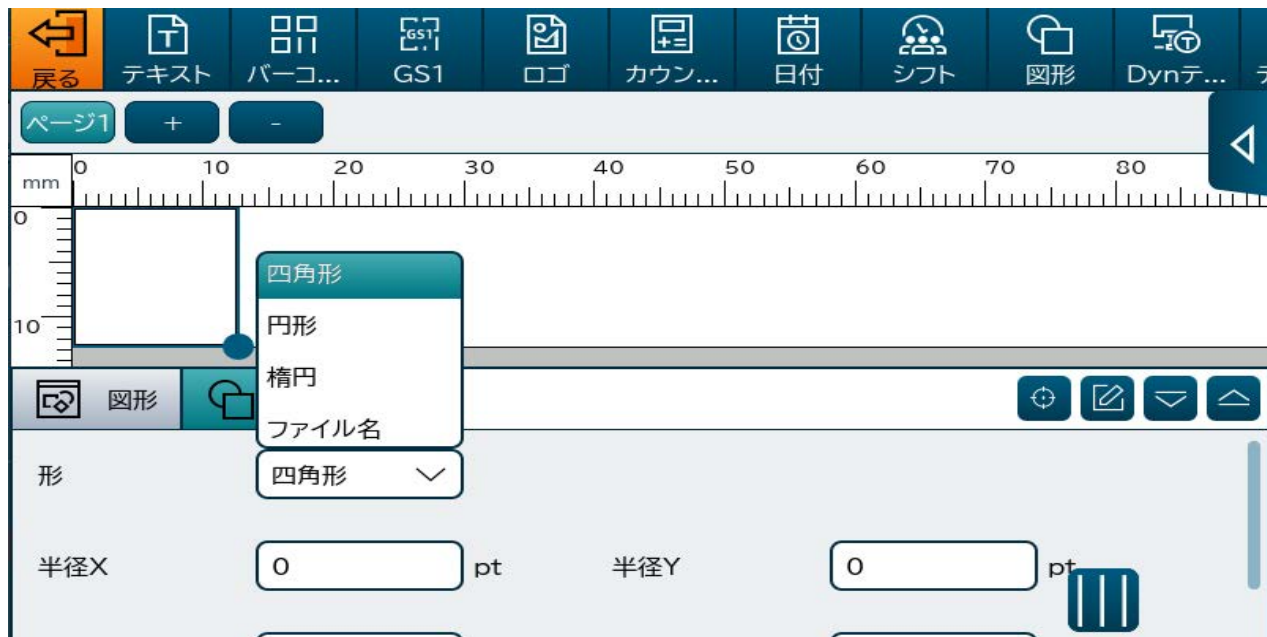 戻る テキスト バーコ... GS1 ロゴ カウン... 日付 シフト 図形 Dynテ...
ページ1 + -
mm 0 10 20 30 40 50 60 70 80
0
四角形
円形
10
楕円
図形
ファイル名
形 四角形
半径X 0 pt 半径Y 0 pt